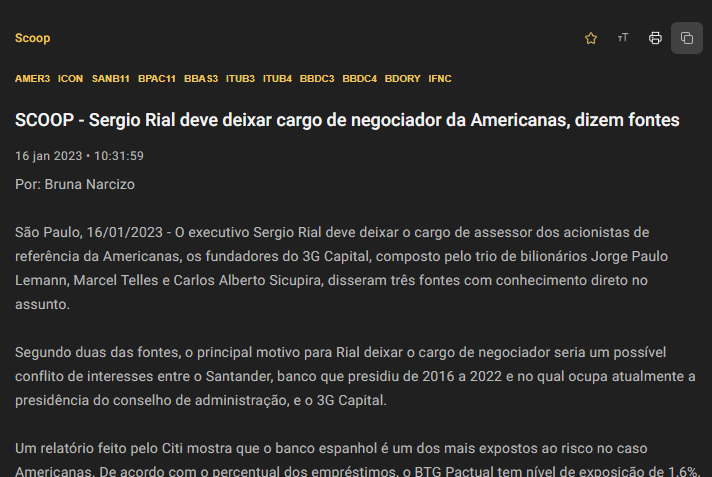 Scoop
тT
AMER3 ICON SANB11 BPAC11 BBAS3 ITUB3 ITUB4 BBDC3 BBDC4 BDORY IFNC
SCOOP - Sergio Rial deve deixar cargo de negociador da Americanas, dizem fontes
16 jan 2023 • 10:31:59
Por: Bruna Narcizo
São Paulo, 16/01/2023 - O executivo Sergio Rial deve deixar o cargo de assessor dos acionistas de
referência da Americanas, os fundadores do 3G Capital, composto pelo trio de bilionários Jorge Paulo
Lemann, Marcel Telles e Carlos Alberto Sicupira, disseram três fontes com conhecimento direto no
assunto.
Segundo duas das fontes, o principal motivo para Rial deixar o cargo de negociador seria um possível
conflito de interesses entre o Santander, banco que presidiu de 2016 a 2022 e no qual ocupa atualmente a
presidência do conselho de administração, e o 3G Capital.
Um relatório feito pelo Citi mostra que o banco espanhol é um dos mais expostos ao risco no caso
Americanas. De acordo com o percentual dos empréstimos, o BTG Pactual tem nível de exposição de 1,6%,